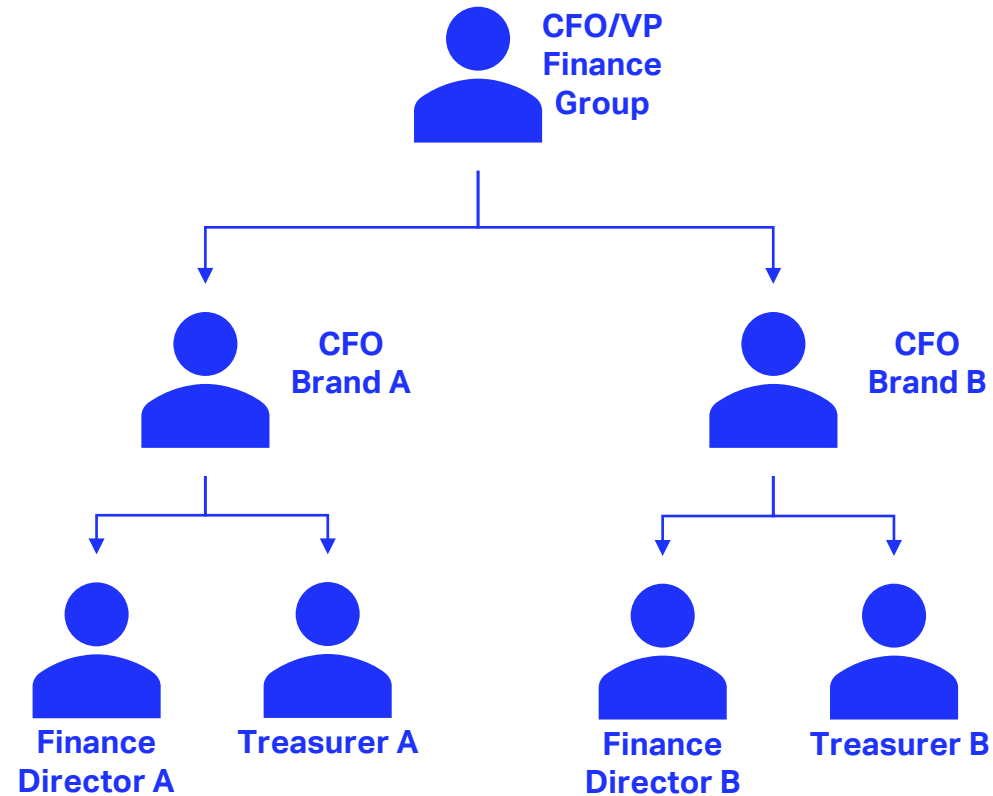 CFO/VP
Finance
Group
CFO
Brand A
CFO
Brand B
Finance
Director A
Treasurer A
Finance
Director B
Treasurer B